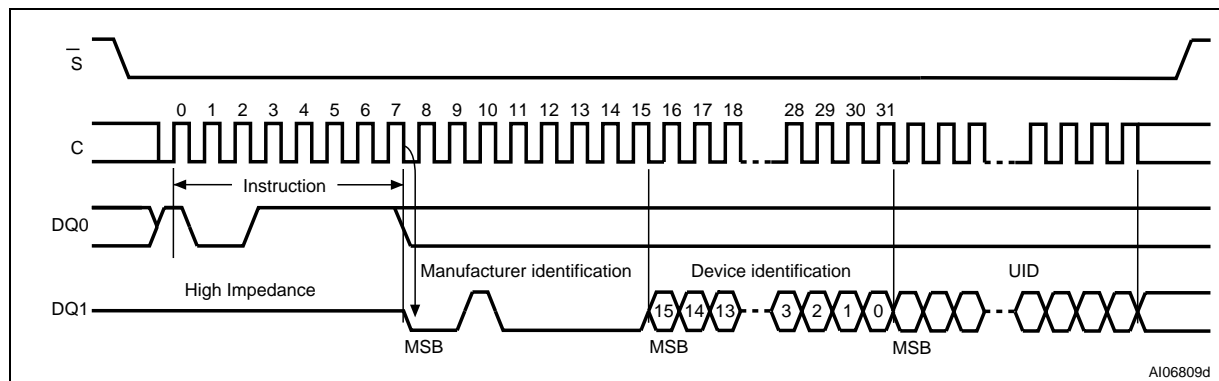 S
0 1 2 3 4 5 6 7 8 9 10 11 12 13 14 15 16 17 18 28 29 30 31
C
Instruction
DQ0
Manufacturer identification Device identification UID
High Impedance
DQ1 15 14 13 3 2 1 0
MSB MSB MSB
AI06809d